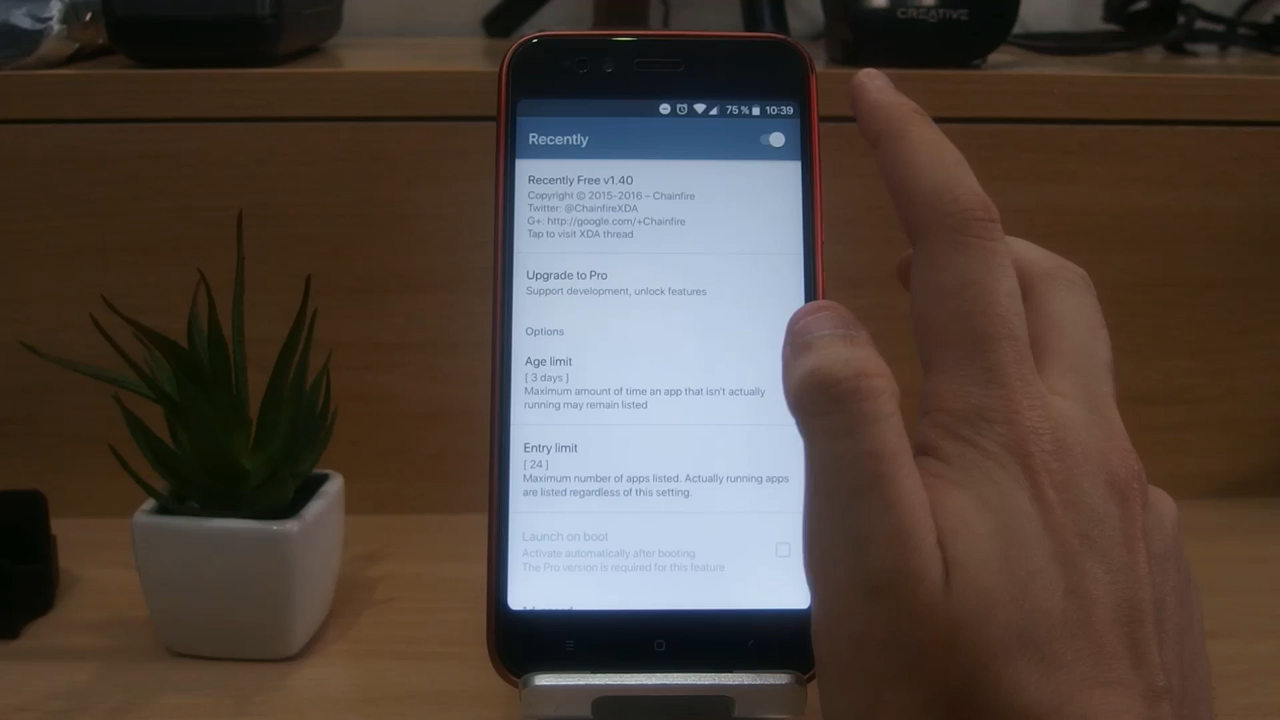 CREATIVE
75 % 10:39
Recently
Recently Free v1.40
Copyright © 2015-2016 – Chainfire
Twitter: @ChainfireXDA
G+: http://google.com/+Chainfire
Tap to visit XDA thread
Upgrade to Pro
Support development, unlock features
Options
Age limit
[ 3 days ]
Maximum amount of time an app that isn't actually
running may remain listed
Entry limit
[ 24 ]
Maximum number of apps listed. Actually running apps
are listed regardless of this setting.
Launch on boot
Activate automatically after booting
The Pro version is required for this feature